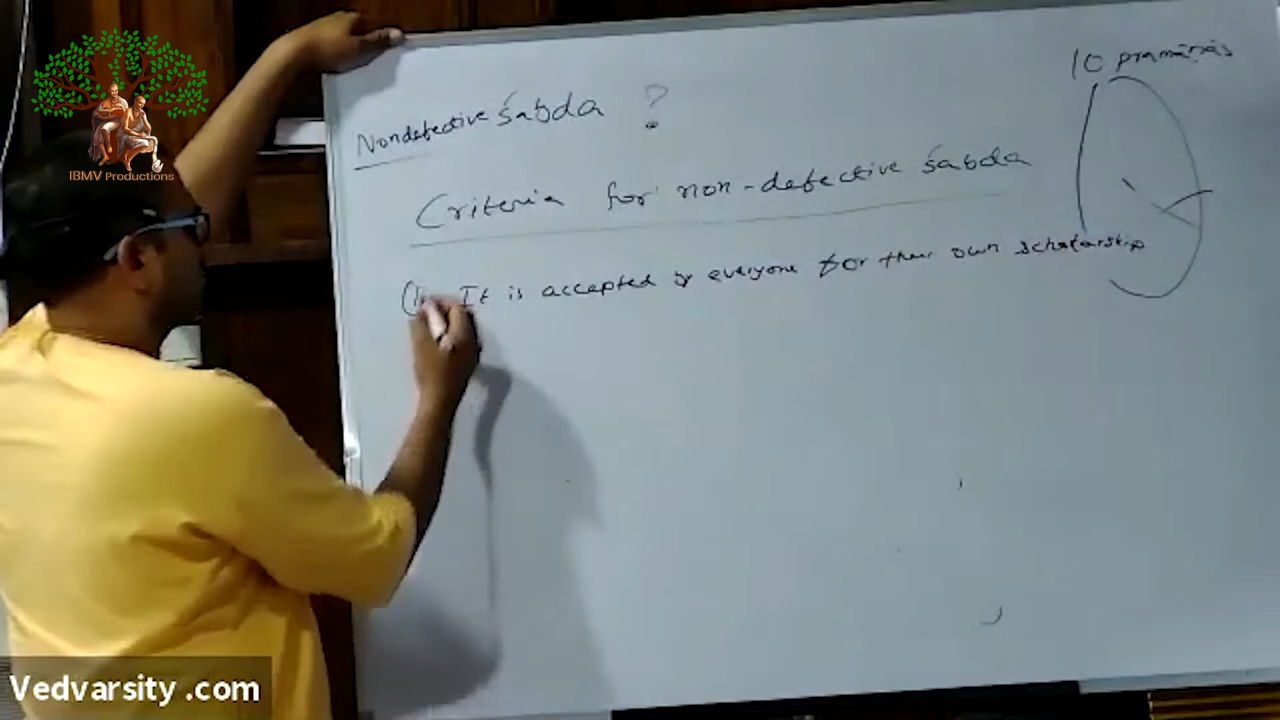 10 pramāṇas
Nondefective śabda ?
Criteria for non-defective śabda
(1) It is accepted by everyone for their own scholarship
IBMV Productions
Vedvarsity .com